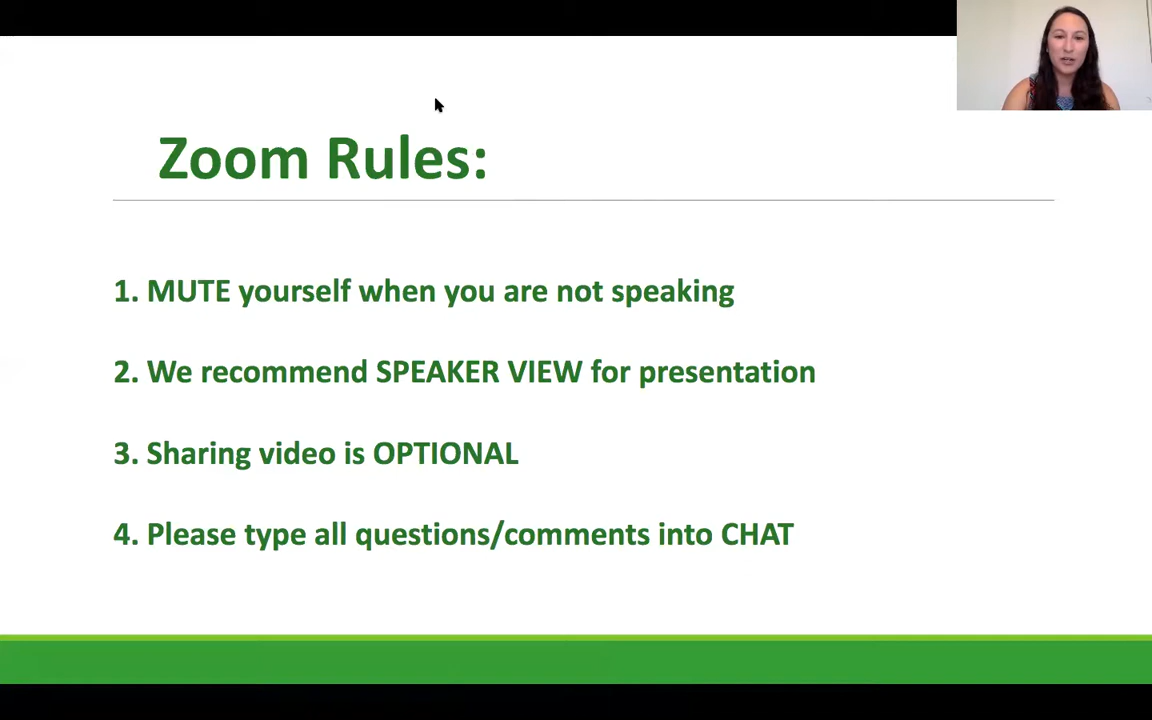 Zoom Rules:
1. MUTE yourself when you are not speaking
2. We recommend SPEAKER VIEW for presentation
3. Sharing video is OPTIONAL
4. Please type all questions/comments into CHAT